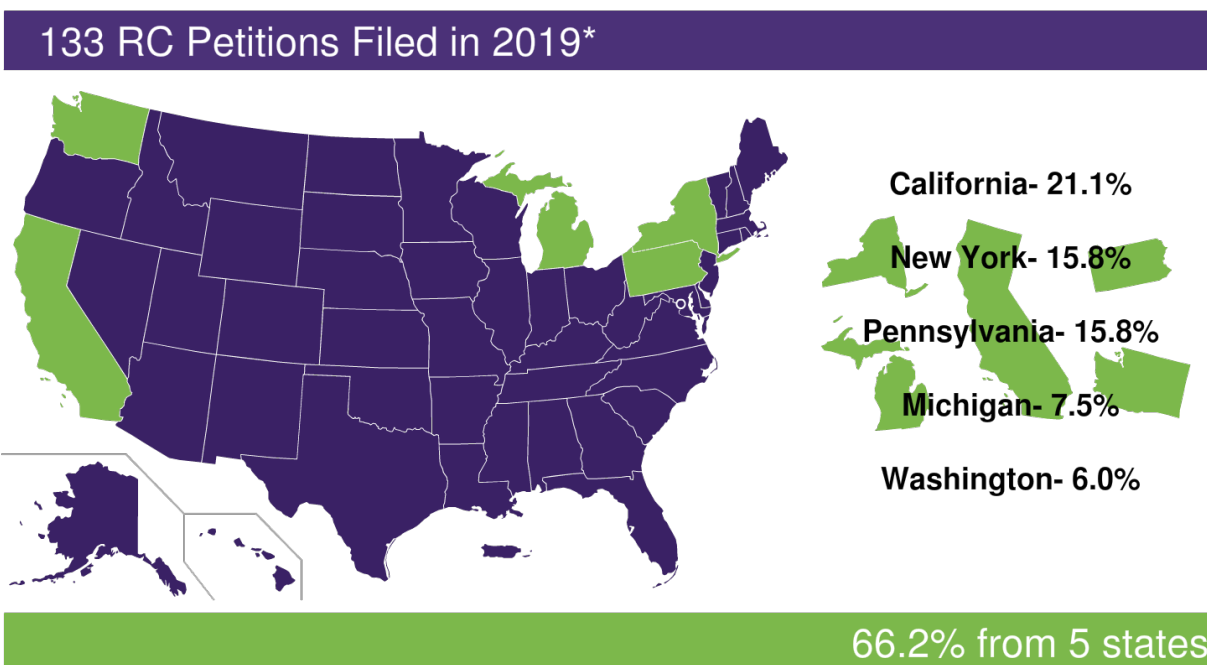 133 RC Petitions Filed in 2019*
California- 21.1%
New York- 15.8%
Pennsylvania- 15.8%
Michigan- 7.5%
Washington- 6.0%
66.2% from 5 states